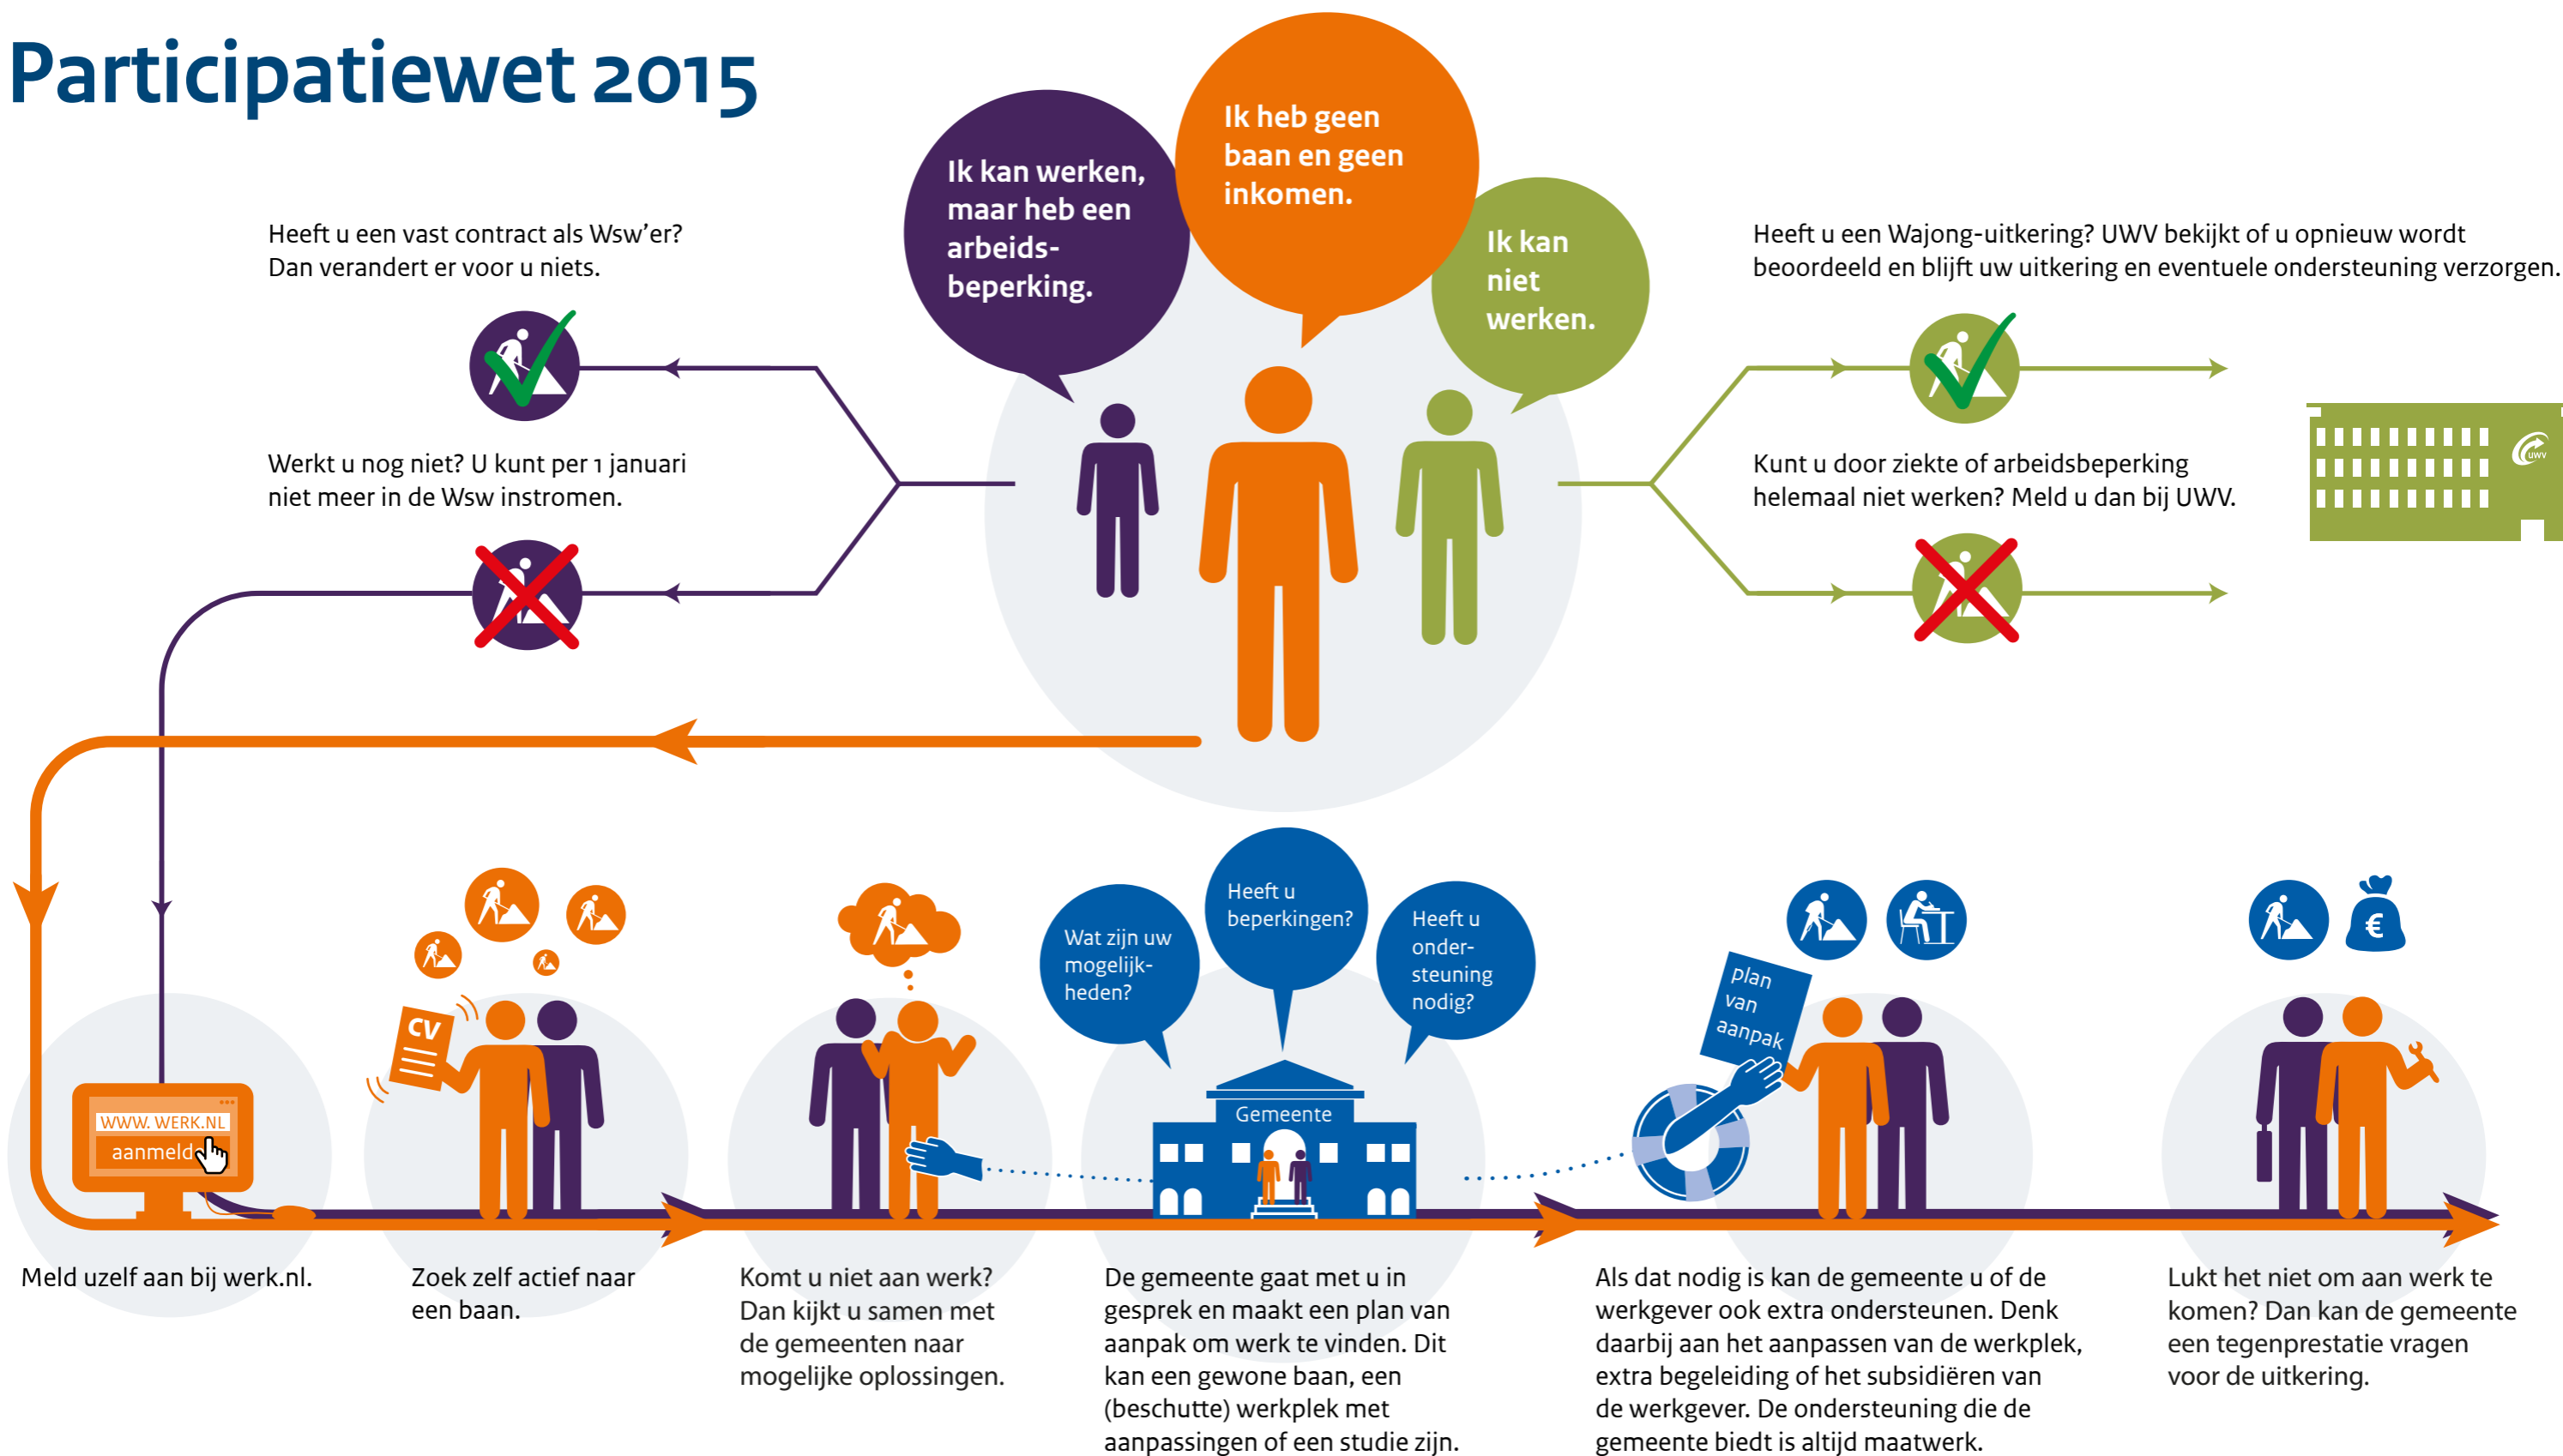 Participatiewet 2015
Ik kan werken,
maar heb een
arbeids-
beperking.
Ik heb geen
baan en geen
inkomen.
Ik kan
niet
werken.
Heeft u een vast contract als Wsw’er?
Dan verandert er voor u niets.
Werkt u nog niet? U kunt per 1 januari
niet meer in de Wsw instromen.
Heeft u een Wajong-uitkering? UWV bekijkt of u opnieuw wordt
beoordeeld en blijft uw uitkering en eventuele ondersteuning verzorgen.
Kunt u door ziekte of arbeidsbeperking
helemaal niet werken? Meld u dan bij UWV.
UWV
WWW. WERK.NL
aanmeld
CV
Wat zijn uw
mogelijk-
heden?
Heeft u
beperkingen?
Heeft u
onder-
steuning
nodig?
Gemeente
plan
van
aanpak
€
Meld uzelf aan bij werk.nl.
Zoek zelf actief naar
een baan.
Komt u niet aan werk?
Dan kijkt u samen met
de gemeenten naar
mogelijke oplossingen.
De gemeente gaat met u in
gesprek en maakt een plan van
aanpak om werk te vinden. Dit
kan een gewone baan, een
(beschutte) werkplek met
aanpassingen of een studie zijn.
Als dat nodig is kan de gemeente u of de
werkgever ook extra ondersteunen. Denk
daarbij aan het aanpassen van de werkplek,
extra begeleiding of het subsidiëren van
de werkgever. De ondersteuning die de
gemeente biedt is altijd maatwerk.
Lukt het niet om aan werk te
komen? Dan kan de gemeente
een tegenprestatie vragen
voor de uitkering.